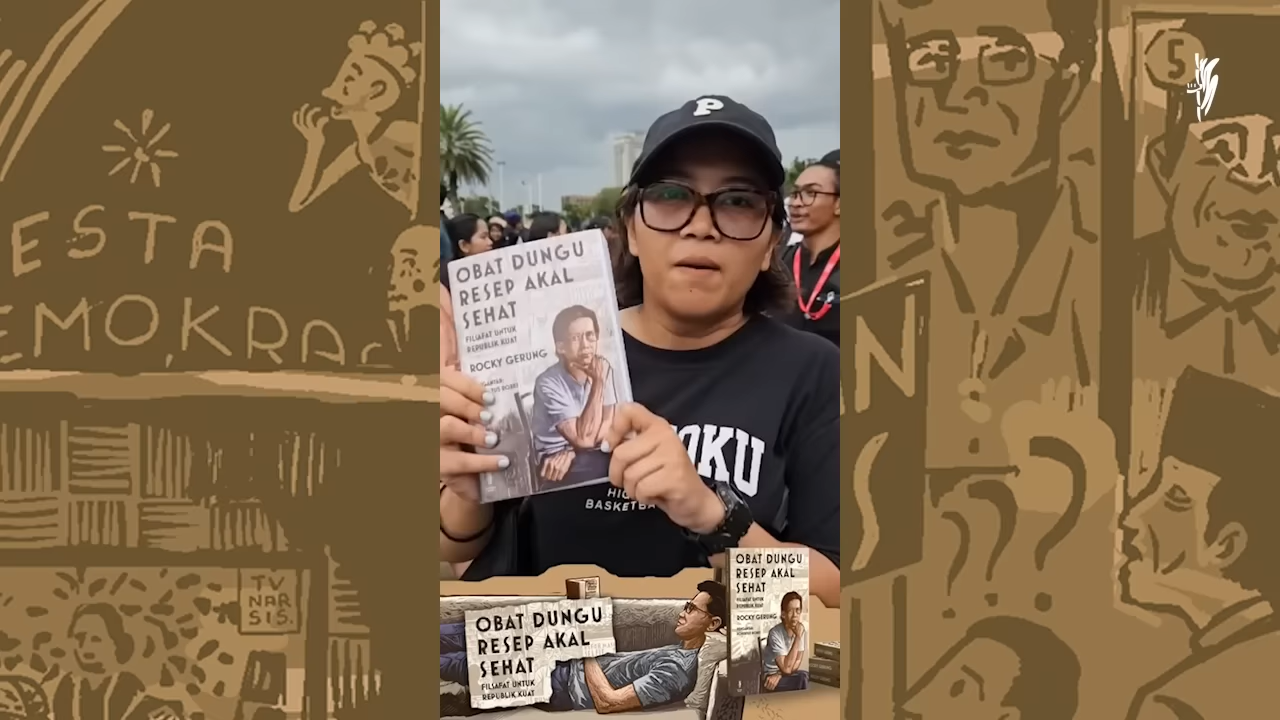 ESTA
EMOKRA
TV
NAR
SIS.
P
OBAT DUNGU
RESEP AKAL
SEHAT
FILSAFAT UNTUK
REPUBLIK KUAT
ROCKY GERUNG
OKU
BASKETBA
OBAT DUNGU
RESEP AKAL
SEHAT
FILSAFAT UNTUK
REPUBLIK KUAT
OBAT DUNGU
RESEP AKAL
SEHAT
FILSAFAT UNTUK
REPUBLIK KUAT
ROCKY GERUNG
5
N
S?
???